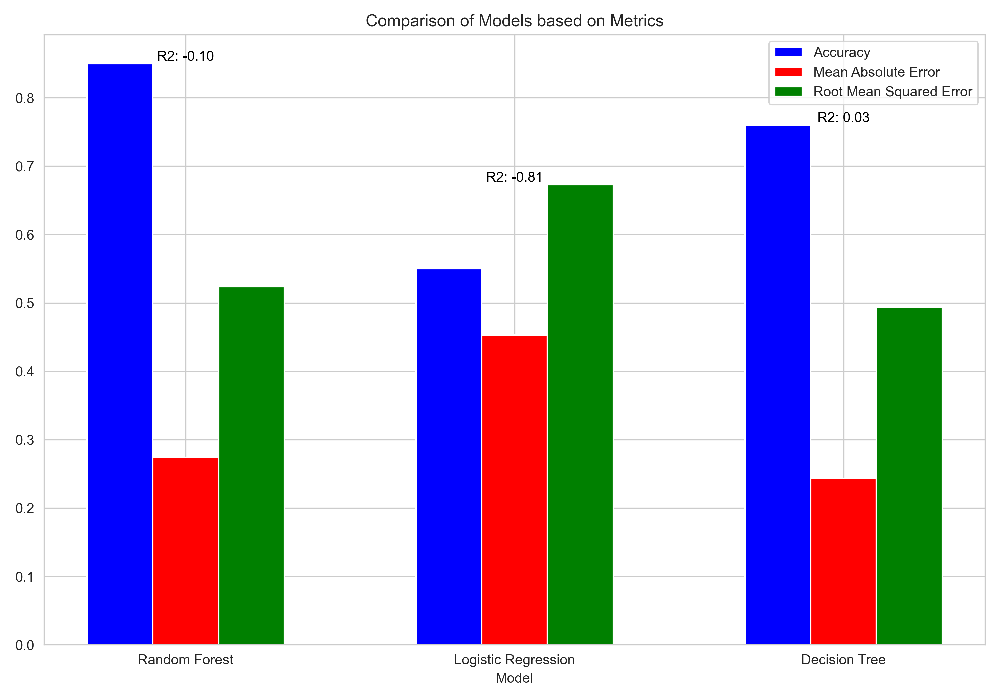 Comparison of Models based on Metrics
R2: -0.10
Accuracy
Mean Absolute Error
Root Mean Squared Error
R2: 0.03
R2: -0.81
0.8
0.7
0.6
0.5
0.4
0.3
0.2
0.1
0.0
Random Forest
Logistic Regression
Decision Tree
Model